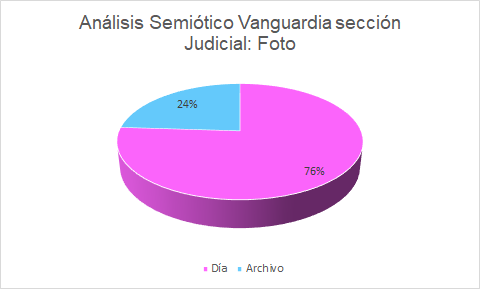 Análisis Semiótico Vanguardia sección
Judicial: Foto
24%
76%
Día Archivo